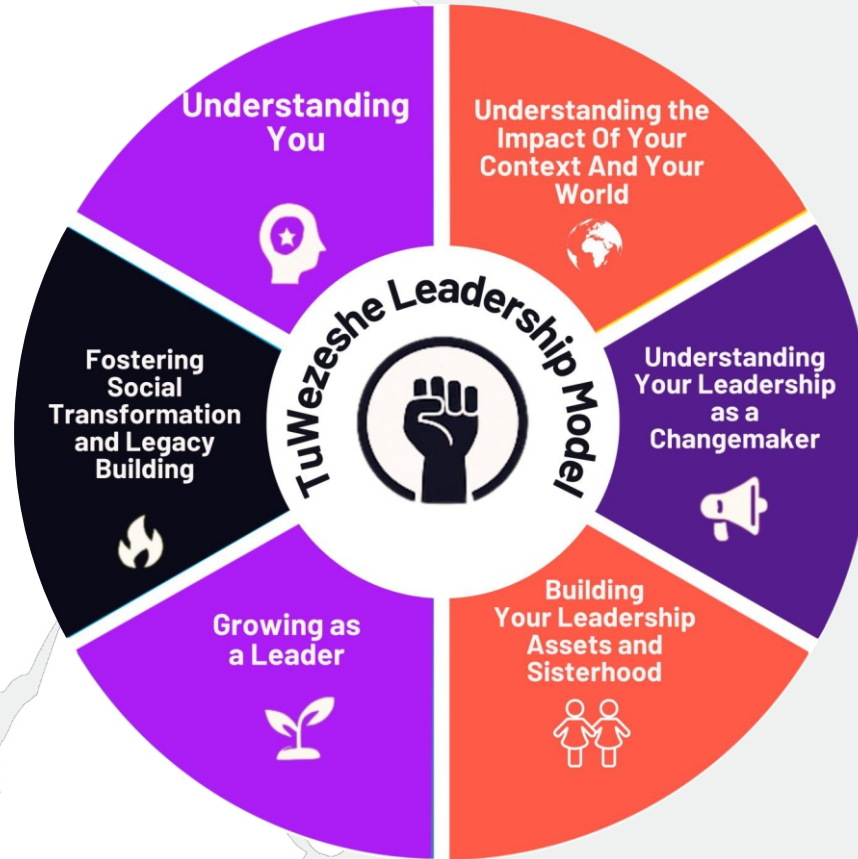 Understanding
You
Understanding the
Impact Of Your
Context And Your
World
Understanding
Your Leadership
as a
Changemaker
Building
Your Leadership
Assets and
Sisterhood
Growing as
a Leader
Fostering
Social
Transformation
and Legacy
Building
TuWezeshe Leadership Model